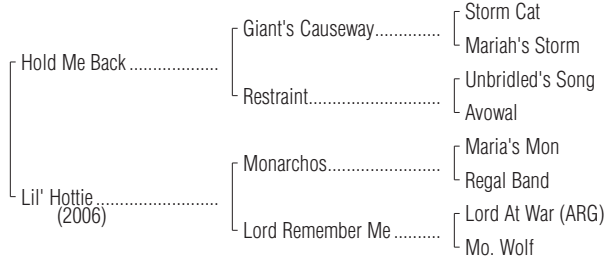 Storm Cat
Giant's Causeway..............
Mariah's Storm
Hold Me Back ...................
Unbridled's Song
Restraint............................
Avowal
Maria's Mon
Monarchos........................
Regal Band
Lil' Hottie ..........................
(2006)
Lord At War (ARG)
Lord Remember Me ..........
Mo. Wolf